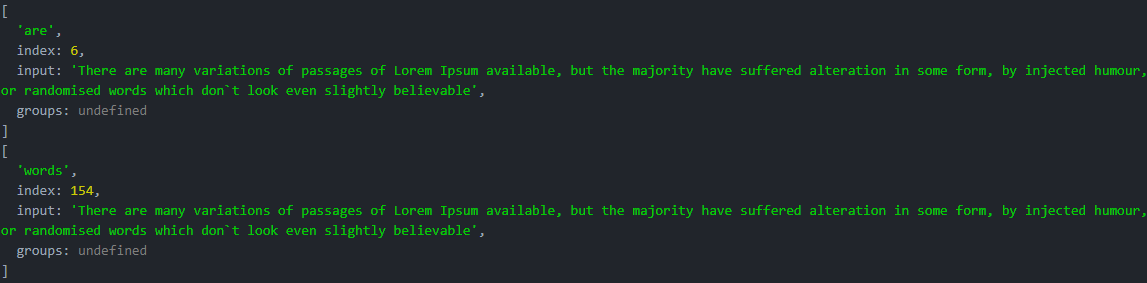 [
  'are',
  index: 6,
  input: 'There are many variations of passages of Lorem Ipsum available, but the majority have suffered alteration in some form, by injected humour,
or randomised words which don`t look even slightly believable',
  groups: undefined
]
[
  'words',
  index: 154,
  input: 'There are many variations of passages of Lorem Ipsum available, but the majority have suffered alteration in some form, by injected humour,
or randomised words which don`t look even slightly believable',
  groups: undefined
]